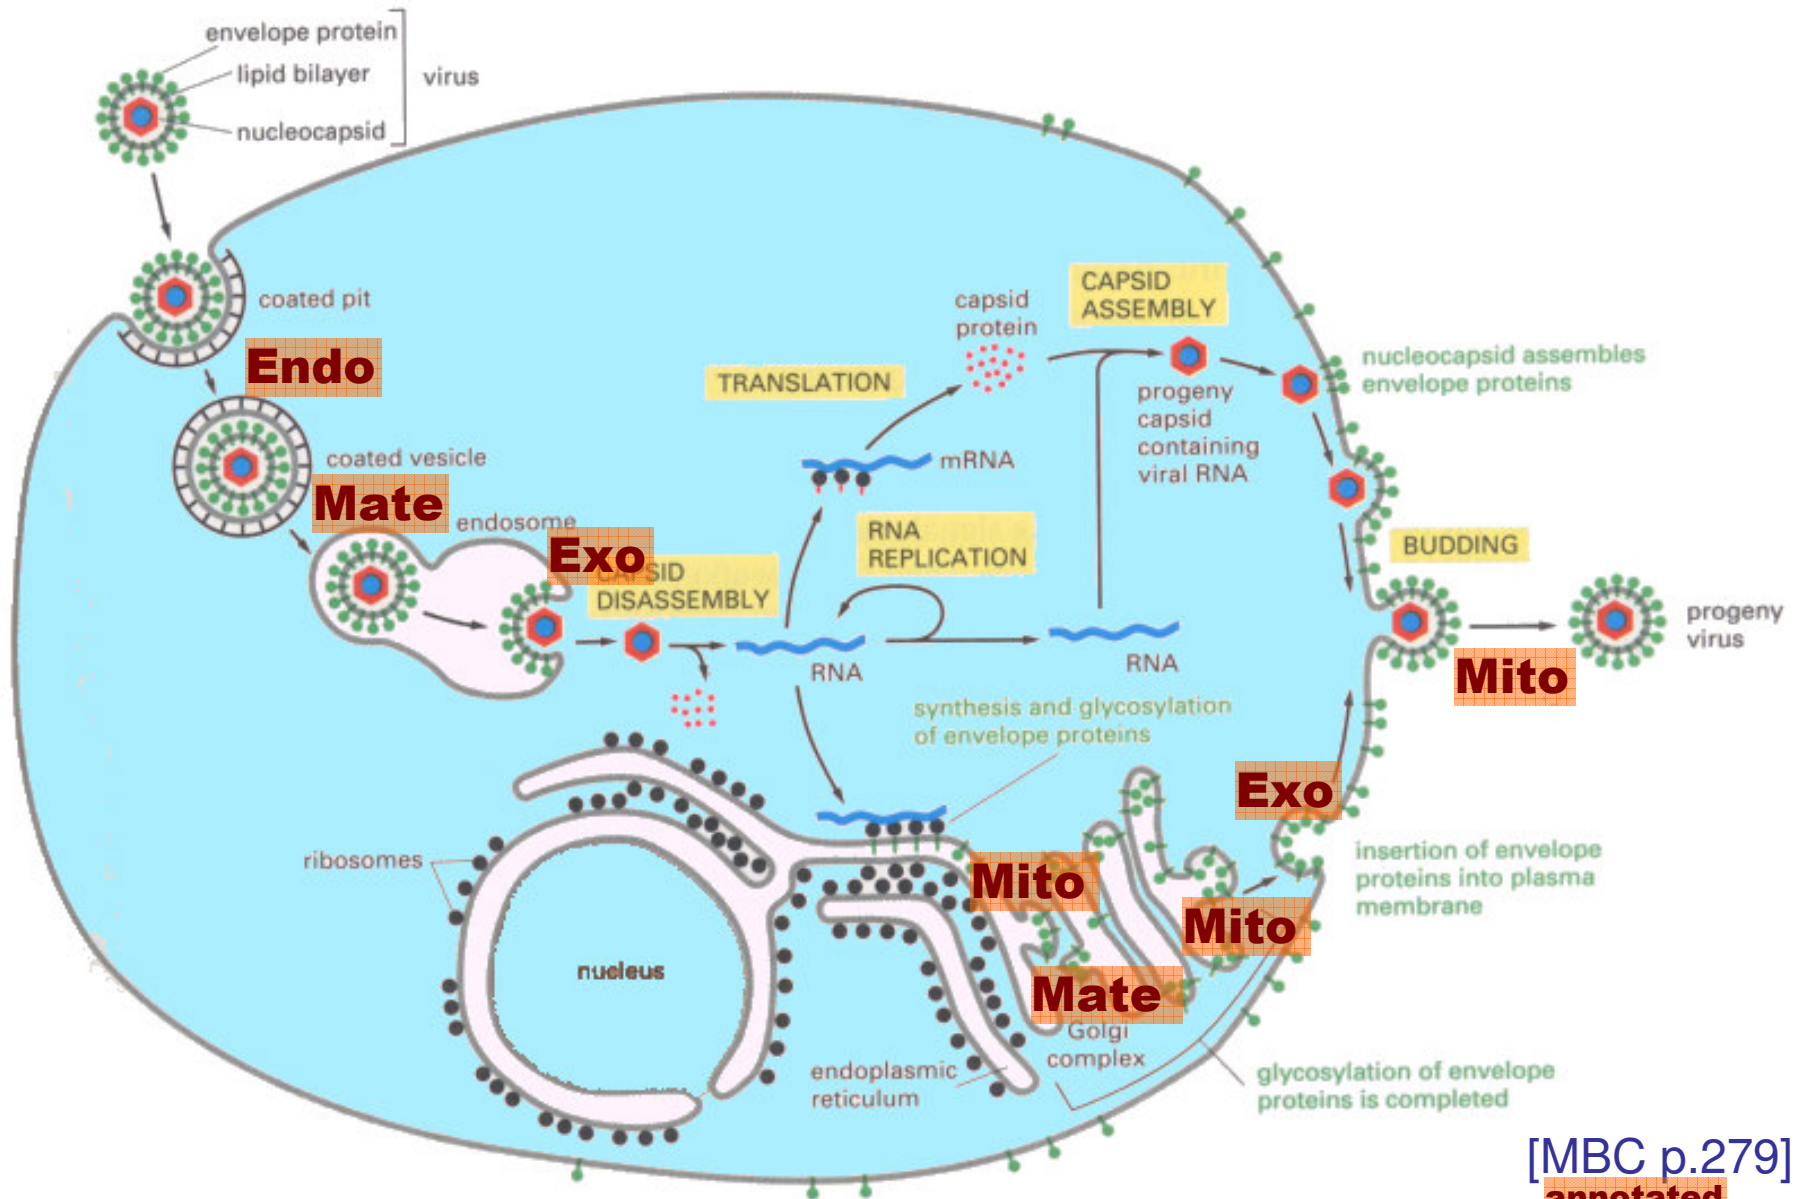 envelope protein
lipid bilayer
nucleocapsid
virus
coated pit
Endo
coated vesicle
Mate
endosome
Exo
CAPSID
DISASSEMBLY
TRANSLATION
mRNA
capsid
protein
CAPSID
ASSEMBLY
progeny
capsid
containing
viral RNA
nucleocapsid assembles
envelope proteins
RNA
REPLICATION
RNA
RNA
BUDDING
progeny
virus
Mito
synthesis and glycosylation
of envelope proteins
Exo
insertion of envelope
proteins into plasma
membrane
ribosomes
Mito
Mito
nucleus
Mate
Golgi
complex
endoplasmic
reticulum
glycosylation of envelope
proteins is completed
[MBC p.279]
annotated